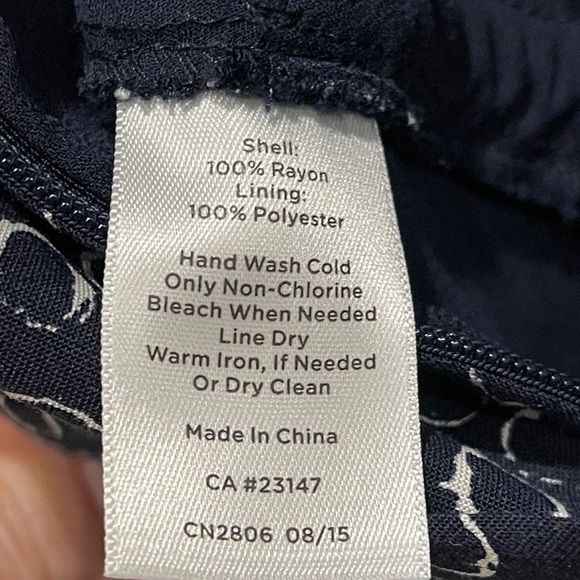 Shell:
100% Rayon
Lining:
100% Polyester
Hand Wash Cold
Only Non-Chlorine
Bleach When Needed
Line Dry
Warm Iron, If Needed
Or Dry Clean
Made In China
CA #23147
CN2806 08/15